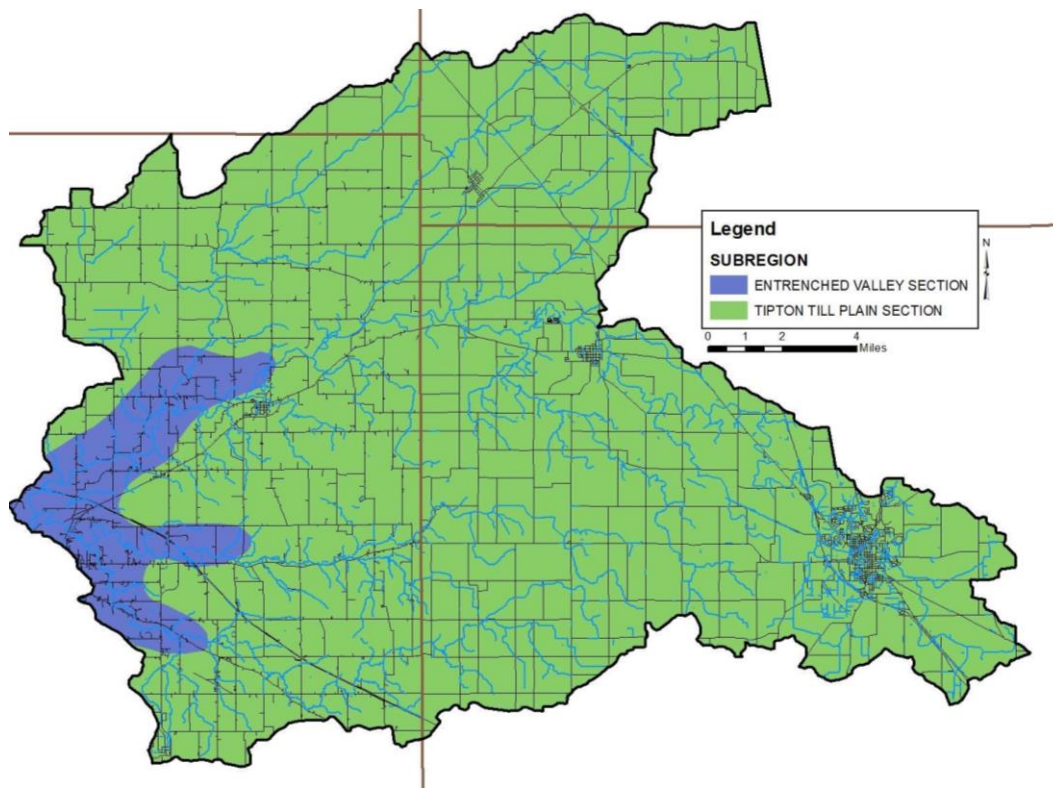 Legend
SUBREGION
ENTRENCHED VALLEY SECTION
TIPTON TILL PLAIN SECTION
N
0 1 2 4
Miles